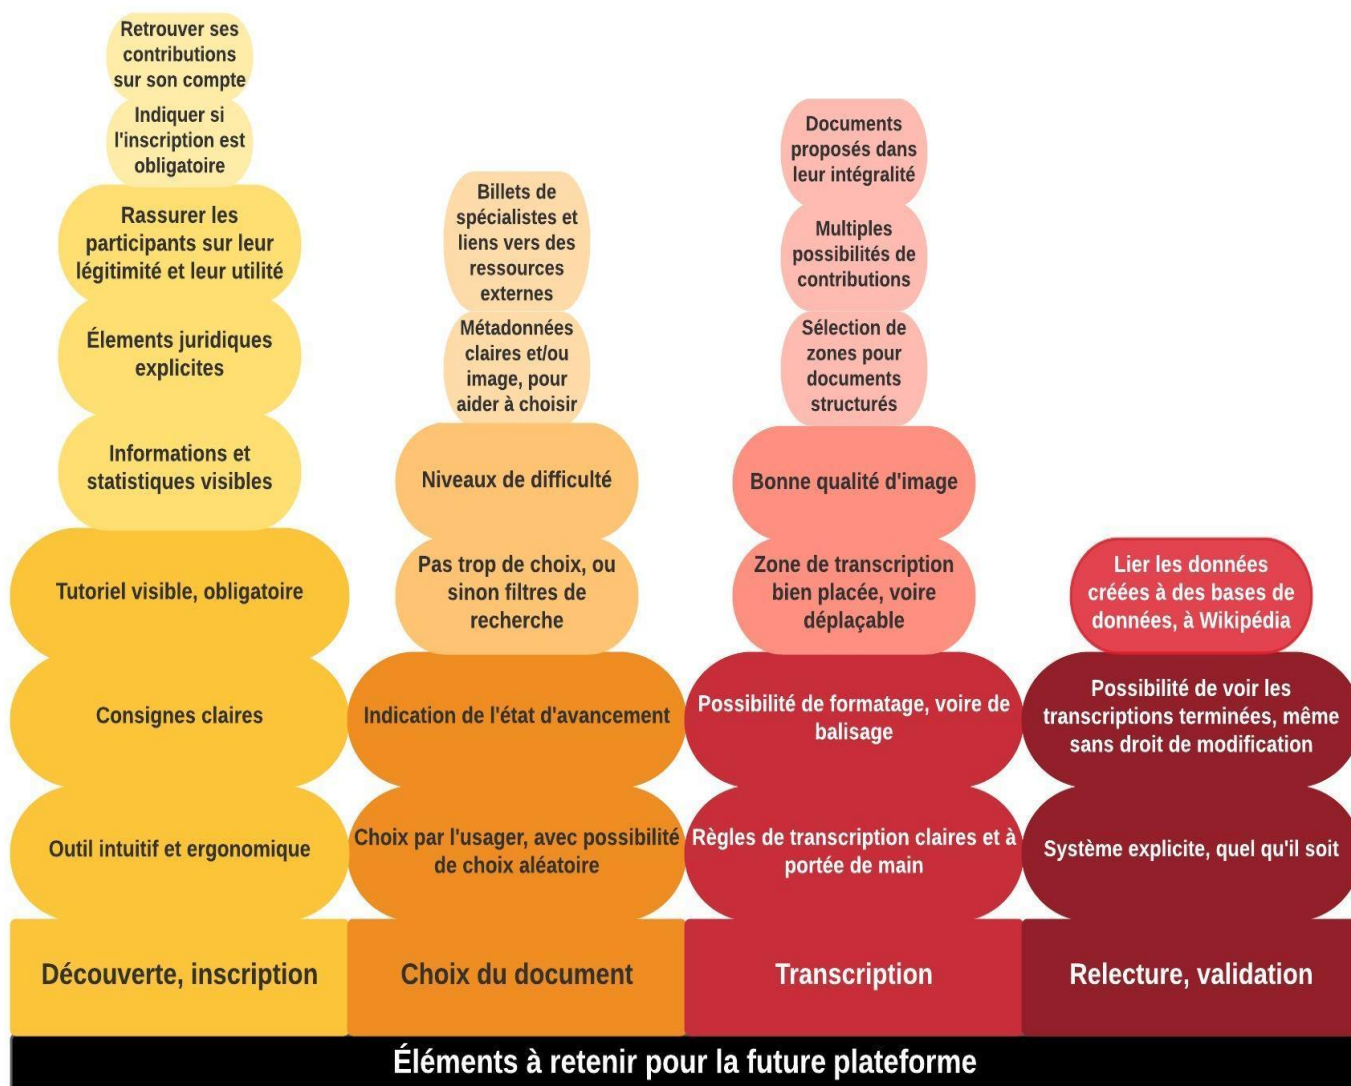 Retrouver ses
contributions
sur son compte
Indiquer si
l'inscription est
obligatoire
Rassurer les
participants sur leur
légitimité et leur utilité
Élements juridiques
explicites
Informations et
statistiques visibles
Tutoriel visible, obligatoire
Consignes claires
Outil intuitif et ergonomique
Découverte, inscription
Billets de
spécialistes et
liens vers des
ressources
externes
Métadonnées
claires et/ou
image, pour
aider à choisir
Niveaux de difficulté
Pas trop de choix, ou
sinon filtres de
recherche
Indication de l'état d'avancement
Choix par l'usager, avec possibilité
de choix aléatoire
Choix du document
Documents
proposés dans
leur intégralité
Multiples
possibilités de
contributions
Sélection de
zones pour
documents
structurés
Bonne qualité d'image
Zone de transcription
bien placée, voire
déplaçable
Possibilité de formatage, voire de
balisage
Règles de transcription claires et à
portée de main
Transcription
Lier les données
créées à des bases de
données, à Wikipédia
Possibilité de voir les
transcriptions terminées, même
sans droit de modification
Système explicite, quel qu'il soit
Relecture, validation
Éléments à retenir pour la future plateforme